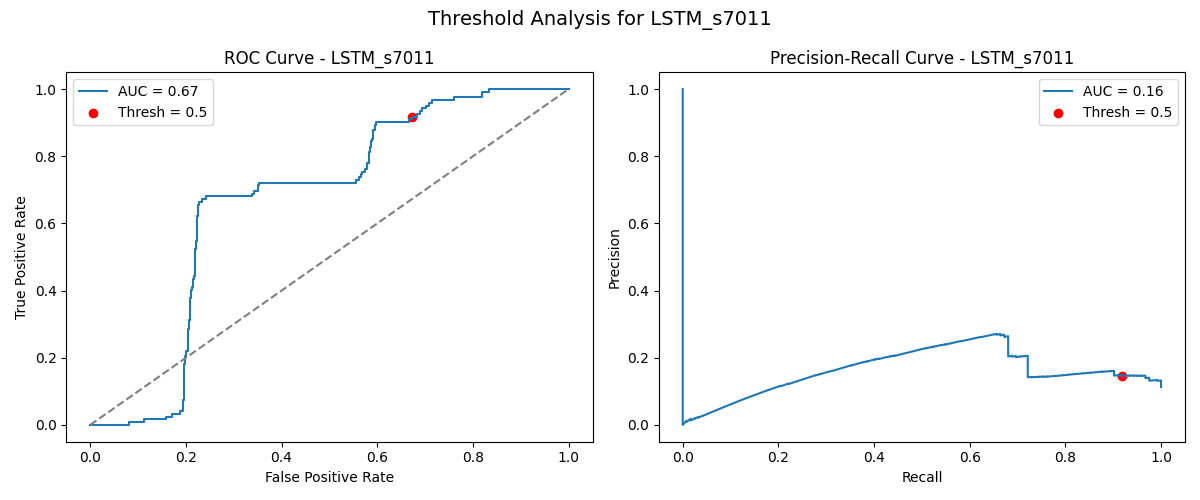 Threshold Analysis for LSTM_s7011
ROC Curve - LSTM_s7011
AUC = 0.67
Thresh = 0.5
1.0
0.8
0.6
0.4
0.2
0.0
True Positive Rate
0.0 0.2 0.4 0.6 0.8 1.0
False Positive Rate
Precision-Recall Curve - LSTM_s7011
AUC = 0.16
Thresh = 0.5
1.0
0.8
0.6
0.4
0.2
0.0
Precision
0.0 0.2 0.4 0.6 0.8 1.0
Recall